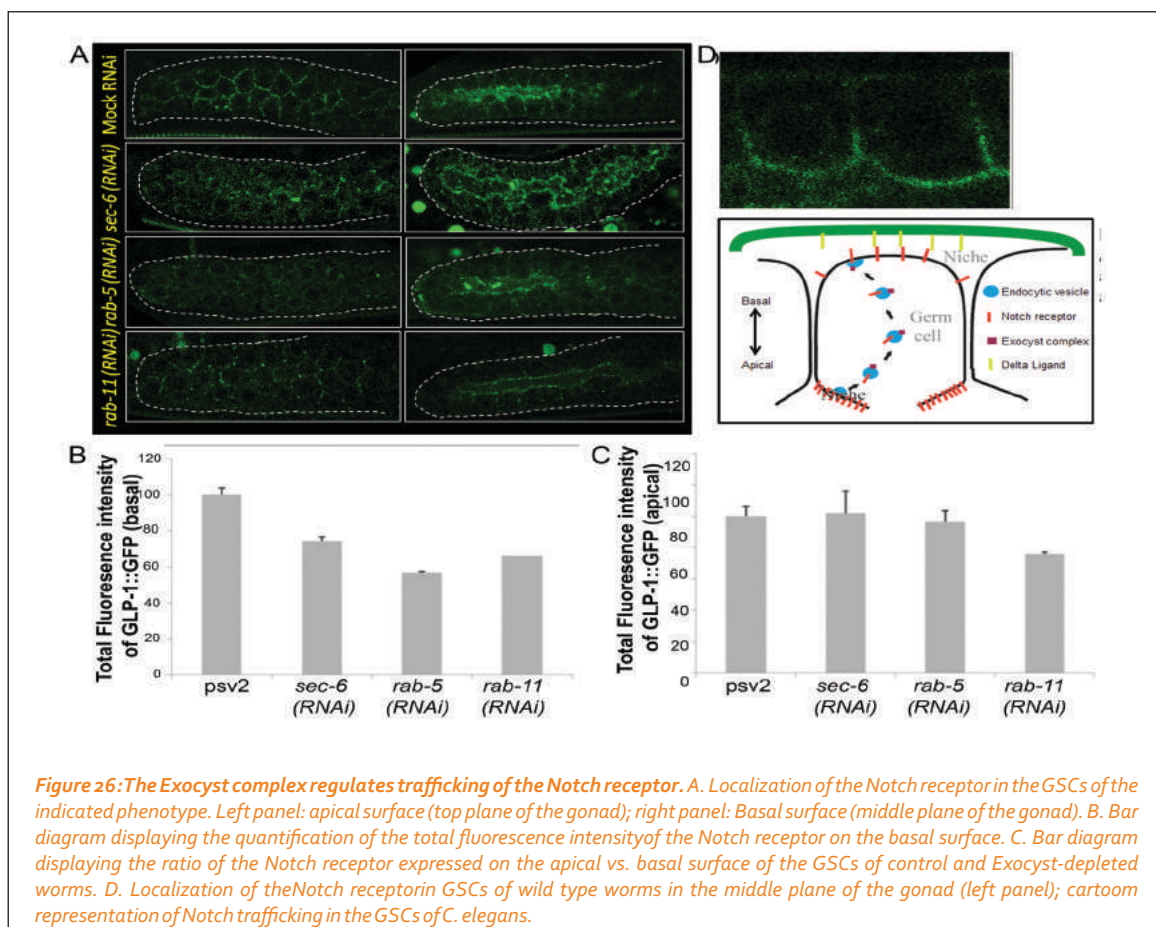 A
D
Mock RNAi
sec-6 (RNAi)
rab-5 (RNAi)
rab-11 (RNAi)
Niche
Basal
Apical
Germ
cell
Niche
Endocytic vesicle
Notch receptor
Exocyst complex
Delta Ligand
B
Total Fluoresence intensity
of GLP-1::GFP (basal)
120
100
80
60
40
20
0
psv2
sec-6
(RNAi)
rab-5
(RNAi)
rab-11
(RNAi)
C
Total Fluoresence intensity
of GLP-1::GFP (apical)
120
100
80
60
40
20
0
psv2
sec-6
(RNAi)
rab-5
(RNAi)
rab-11
(RNAi)
Figure 26: The Exocyst complex regulates trafficking of the Notch receptor. A. Localization of the Notch receptor in the GSCs of the
indicated phenotype. Left panel: apical surface (top plane of the gonad); right panel: Basal surface (middle plane of the gonad). B. Bar
diagram displaying the quantification of the total fluorescence intensityof the Notch receptor on the basal surface. C. Bar diagram
displaying the ratio of the Notch receptor expressed on the apical vs. basal surface of the GSCs of control and Exocyst-depleted
worms. D. Localization of theNotch receptorin GSCs of wild type worms in the middle plane of the gonad (left panel); cartoom
representation of Notch trafficking in the GSCs of C. elegans.